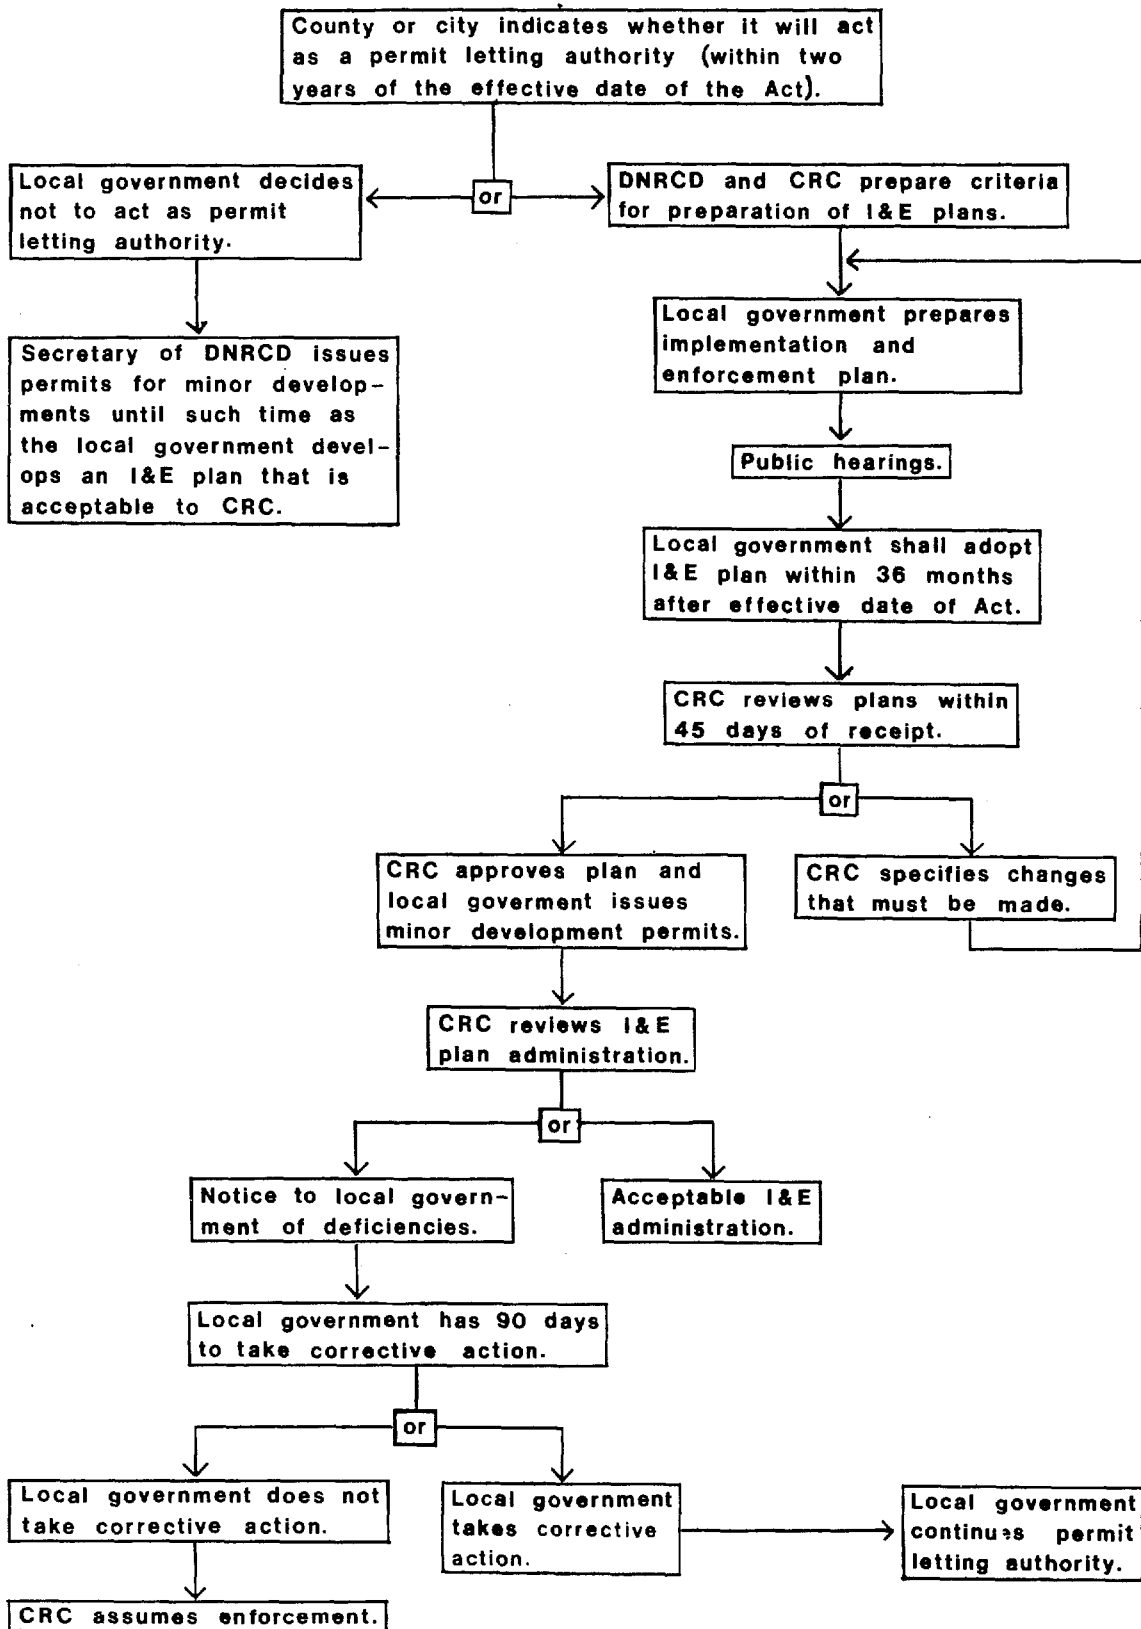 County or city indicates whether it will act
as a permit letting authority (within two
years of the effective date of the Act).
or
Local government decides
not to act as permit
letting authority.
DNRCD and CRC prepare criteria
for preparation of I&E plans.
Secretary of DNRCD issues
permits for minor develop-
ments until such time as
the local government devel-
ops an I&E plan that is
acceptable to CRC.
Local government prepares
implementation and
enforcement plan.
Public hearings.
Local government shall adopt
I&E plan within 36 months
after effective date of Act.
CRC reviews plans within
45 days of receipt.
or
CRC approves plan and
local goverment issues
minor development permits.
CRC specifies changes
that must be made.
CRC reviews I&E
plan administration.
or
Notice to local govern-
ment of deficiencies.
Acceptable I&E
administration.
Local government has 90 days
to take corrective action.
or
Local government does not
take corrective action.
Local government
takes corrective
action.
Local government
continues permit
letting authority.
CRC assumes enforcement.